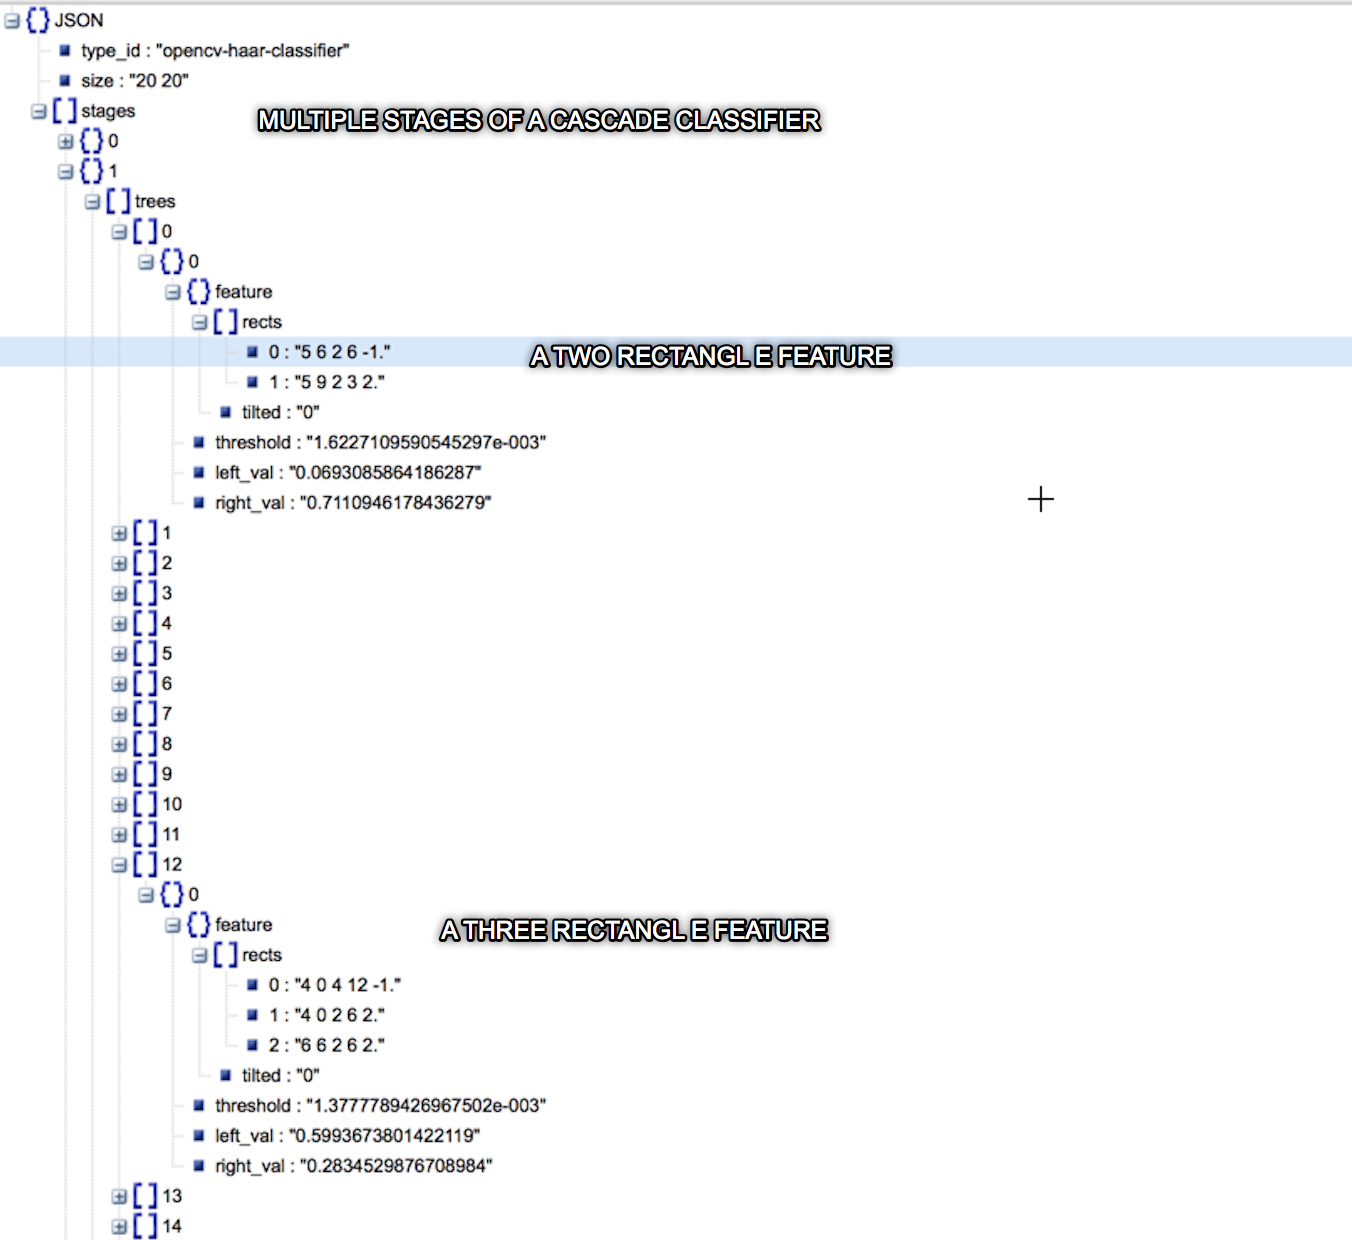 JSON
type_id : "opencv-haar-classifier"
size : "20 20"
stages
MULTIPLE STAGES OF A CASCADE CLASSIFIER
0
1
trees
0
0
feature
rects
0 : "5 6 2 6 -1."
A TWO RECTANGL E FEATURE
1 : "5 9 2 3 2."
tilted : "0"
threshold : "1.6227109590545297e-003"
left_val : "0.0693085864186287"
right_val : "0.7110946178436279"
1
2
3
4
5
6
7
8
9
10
11
12
0
feature
A THREE RECTANGL E FEATURE
rects
0 : "4 0 4 12 -1."
1 : "4 0 2 6 2."
2 : "6 6 2 6 2."
tilted : "0"
threshold : "1.3777789426967502e-003"
left_val : "0.5993673801422119"
right_val : "0.2834529876708984"
13
14